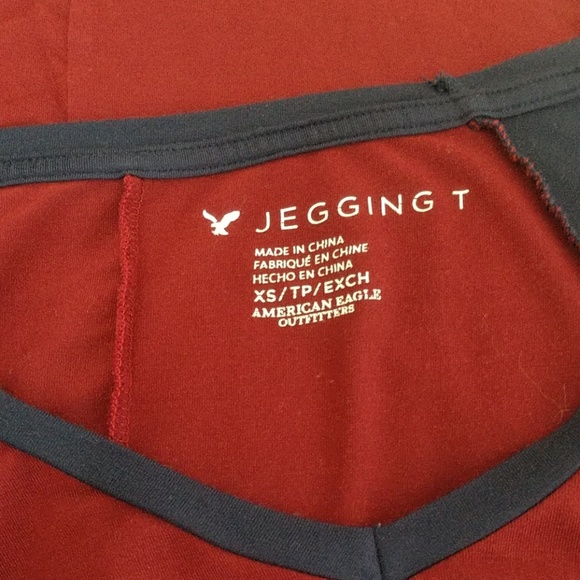 JEGGING T
MADE IN CHINA
FABRIQUÉ EN CHINE
HECHO EN CHINA
XS/TP/EXCH
AMERICAN EAGLE
OUTFITTERS